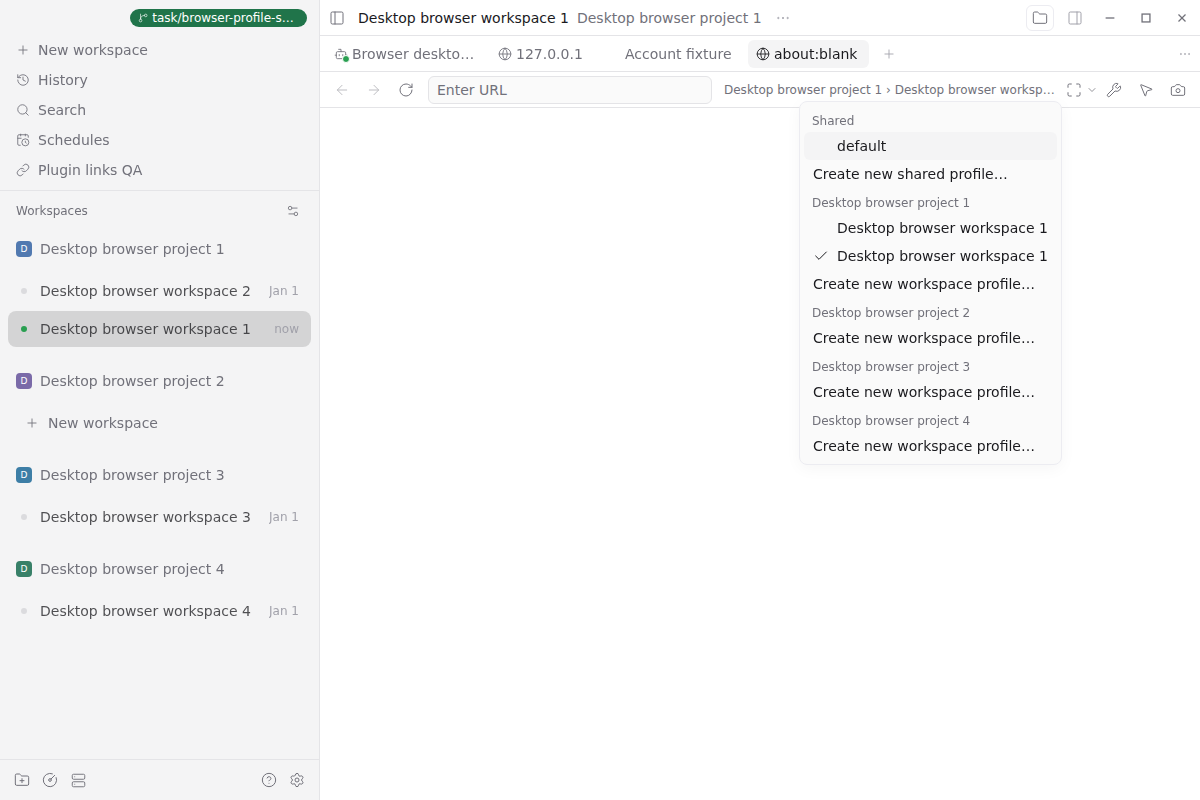 task/browser-profile-s…
New workspace
History
Search
Schedules
Plugin links QA
Workspaces
D Desktop browser project 1
Desktop browser workspace 2 Jan 1
Desktop browser workspace 1 now
D Desktop browser project 2
New workspace
D Desktop browser project 3
Desktop browser workspace 3 Jan 1
D Desktop browser project 4
Desktop browser workspace 4 Jan 1
Desktop browser workspace 1 Desktop browser project 1
Browser deskto… 127.0.0.1 Account fixture about:blank
Enter URL Desktop browser project 1 › Desktop browser worksp…
Shared
default
Create new shared profile…
Desktop browser project 1
Desktop browser workspace 1
Desktop browser workspace 1
Create new workspace profile…
Desktop browser project 2
Create new workspace profile…
Desktop browser project 3
Create new workspace profile…
Desktop browser project 4
Create new workspace profile…